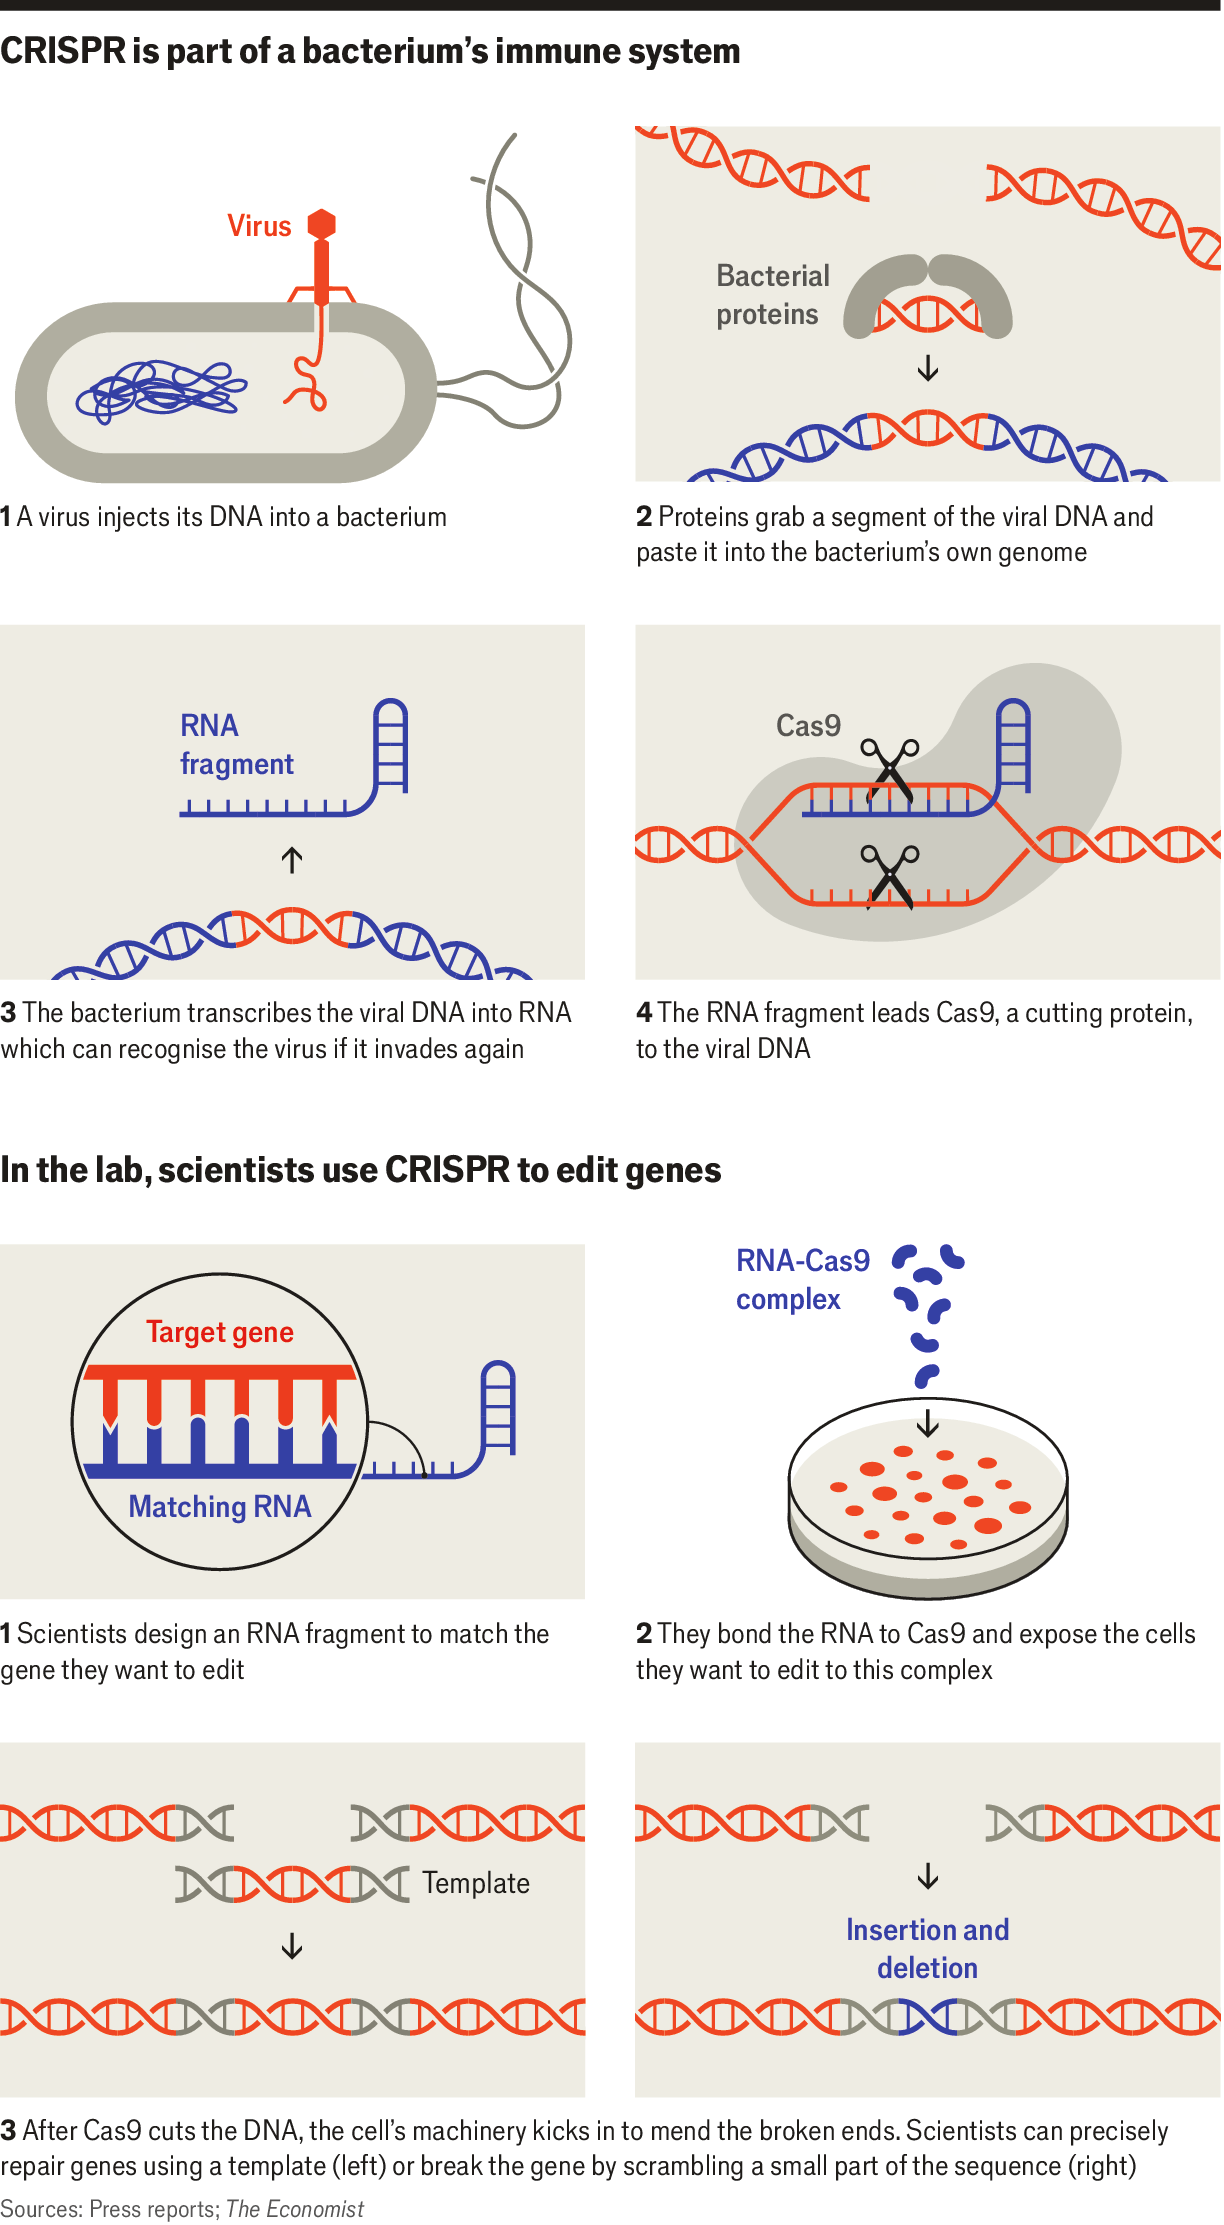 CRISPR is part of a bacterium’s immune system
Virus
1 A virus injects its DNA into a bacterium
Bacterial
proteins
2 Proteins grab a segment of the viral DNA and
paste it into the bacterium’s own genome
RNA
fragment
3 The bacterium transcribes the viral DNA into RNA
which can recognise the virus if it invades again
Cas9
4 The RNA fragment leads Cas9, a cutting protein,
to the viral DNA
In the lab, scientists use CRISPR to edit genes
Target gene
Matching RNA
1 Scientists design an RNA fragment to match the
gene they want to edit
RNA-Cas9
complex
2 They bond the RNA to Cas9 and expose the cells
they want to edit to this complex
Template
Insertion and
deletion
3 After Cas9 cuts the DNA, the cell’s machinery kicks in to mend the broken ends. Scientists can precisely
repair genes using a template (left) or break the gene by scrambling a small part of the sequence (right)
Sources: Press reports; The Economist